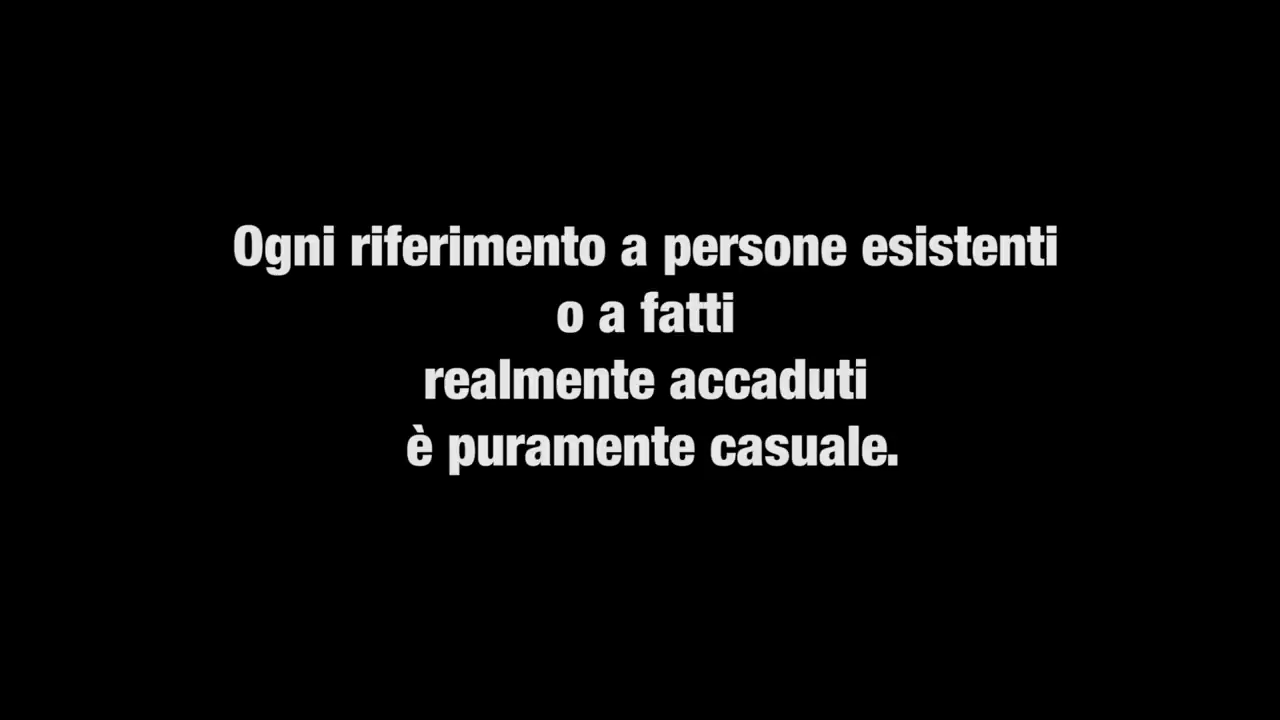 Ogni riferimento a persone esistenti
o a fatti
realmente accaduti
è puramente casuale.